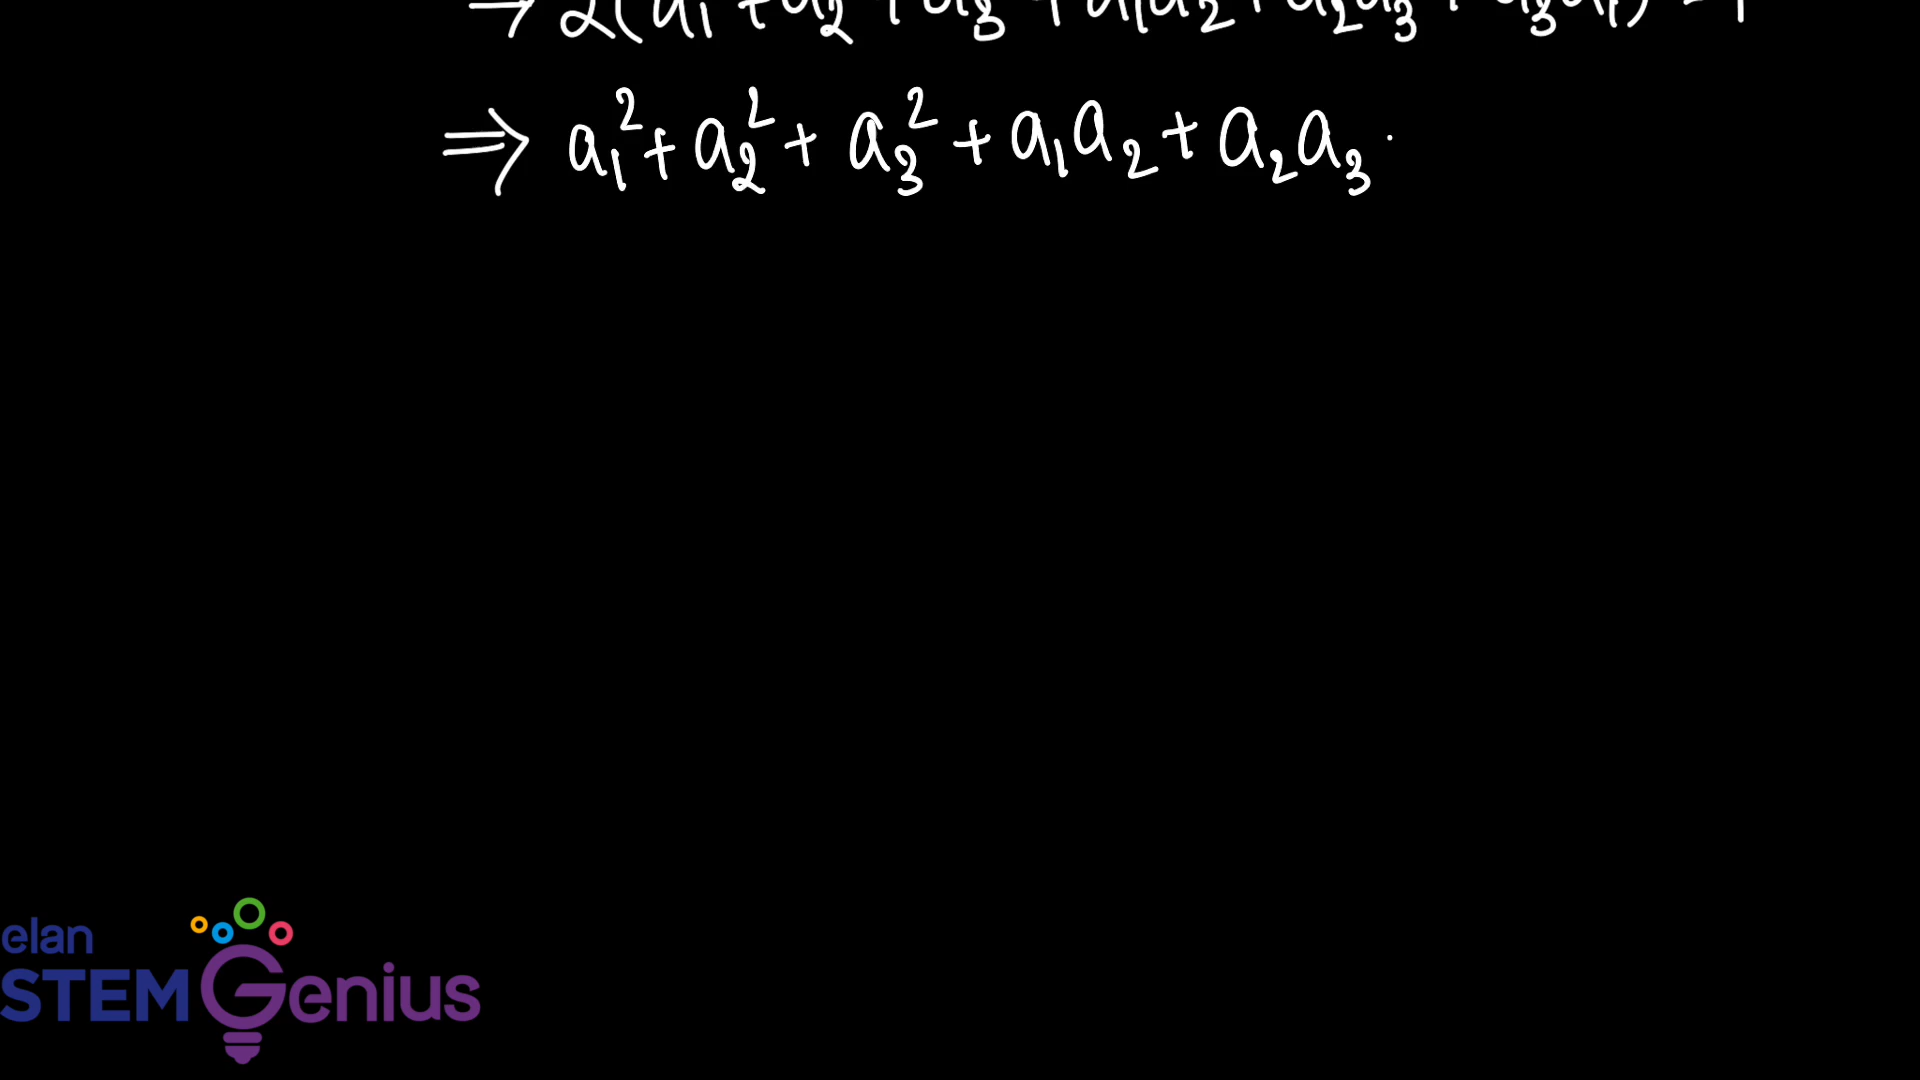 ⇒ a₁² + a₂² + a₃² + a₁a₂ + a₂a₃
elan
STEM Genius